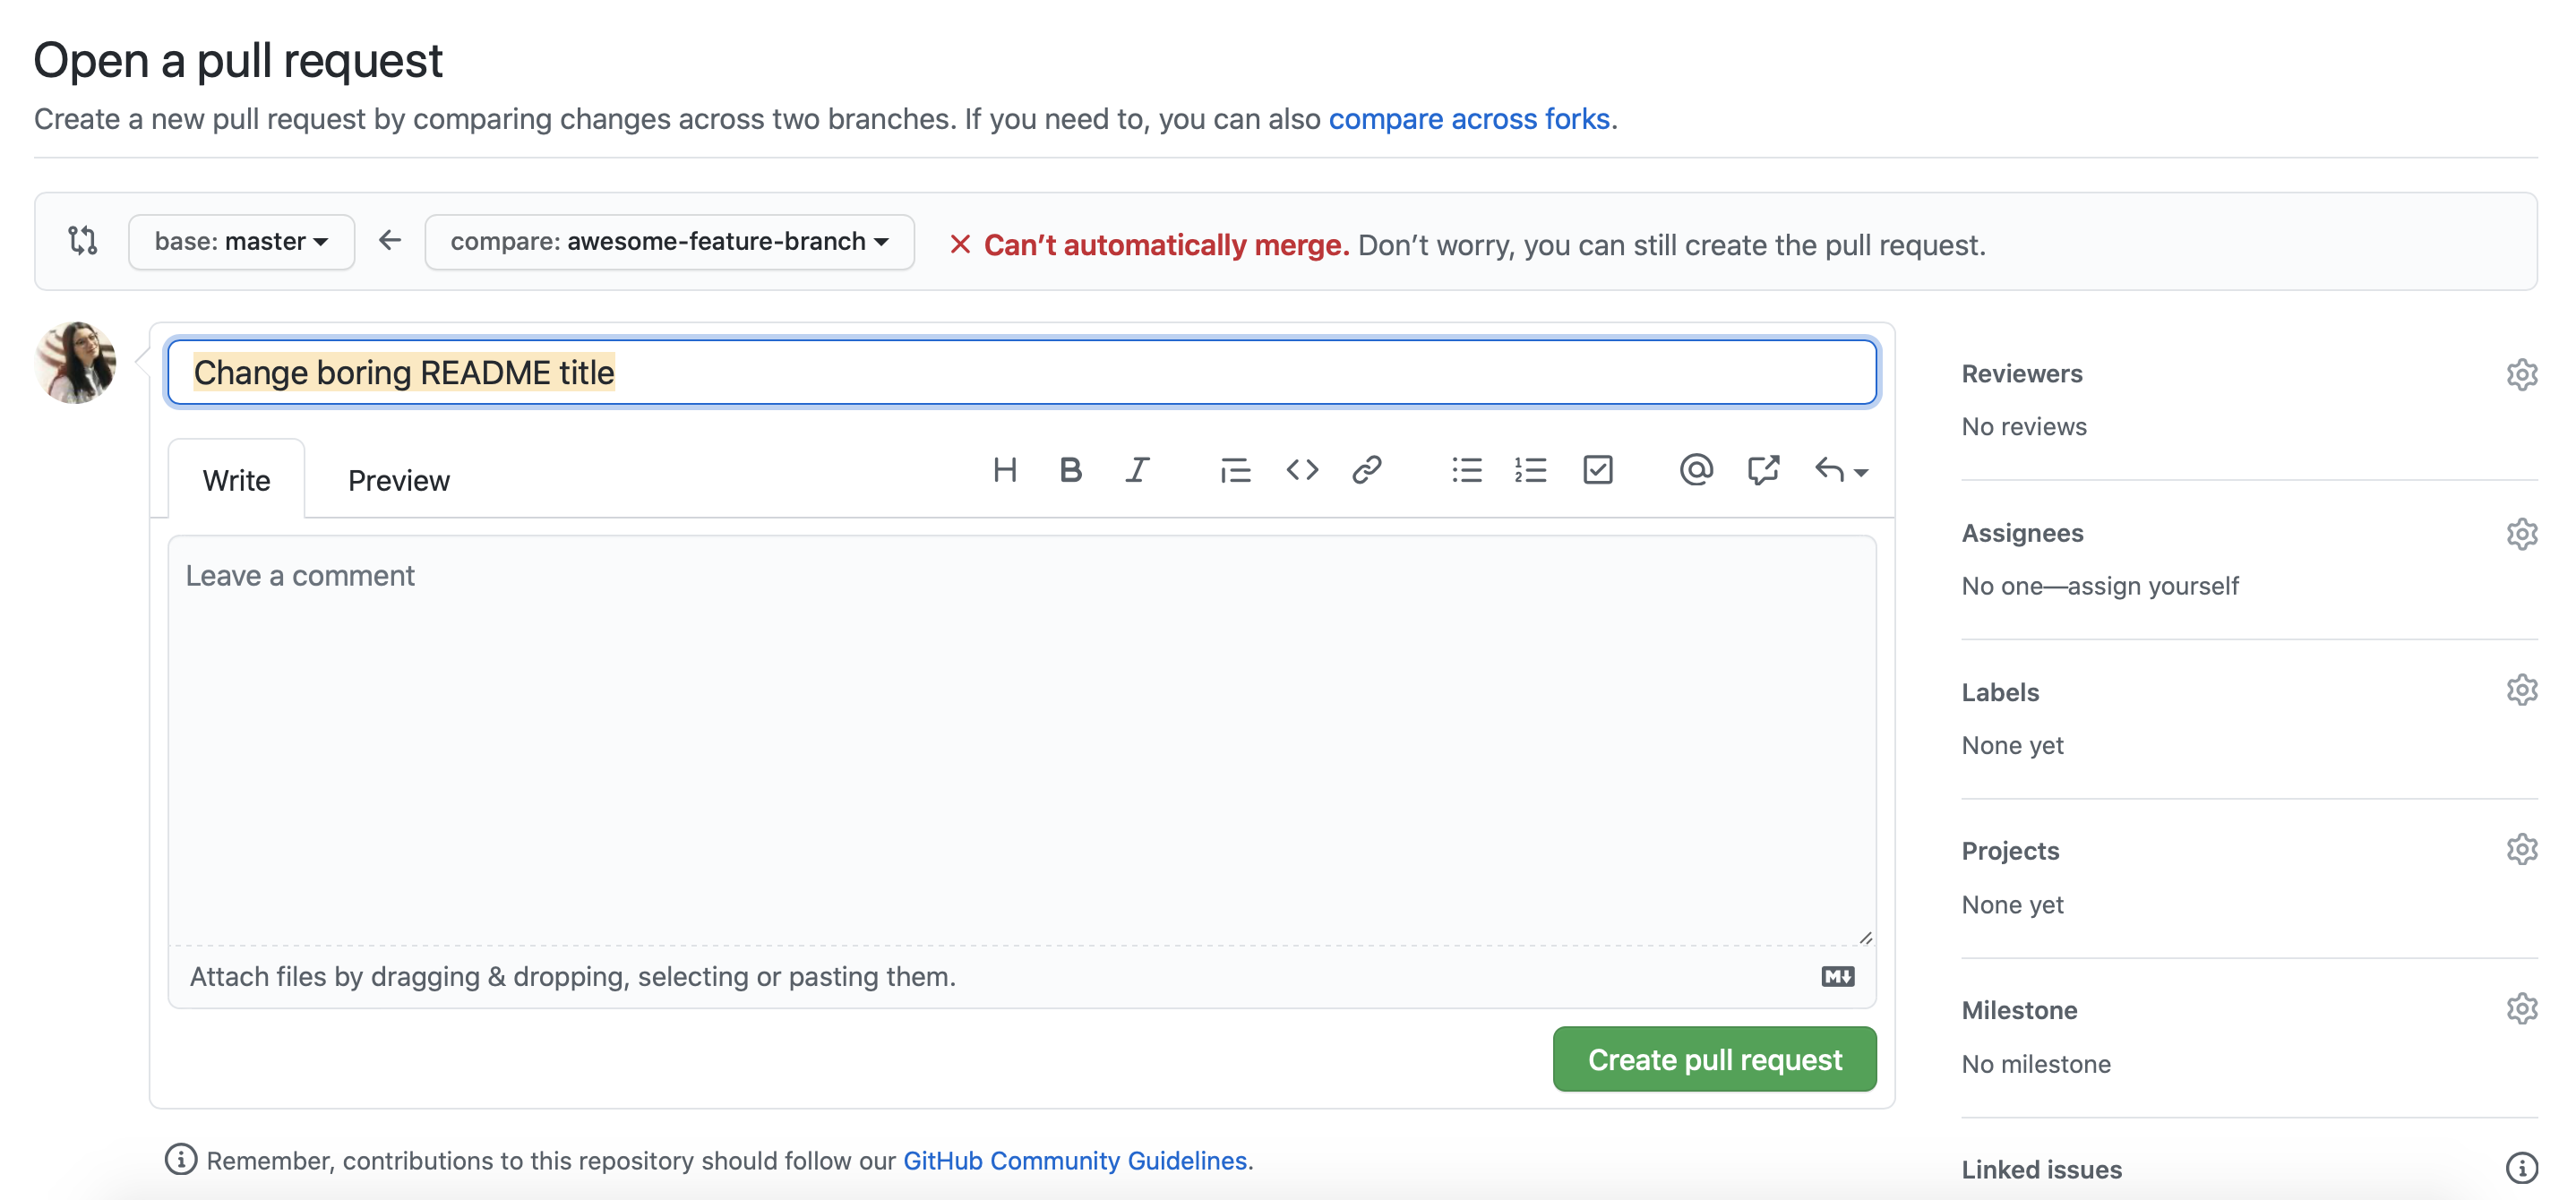 Open a pull request
Create a new pull request by comparing changes across two branches. If you need to, you can also compare across forks.
base: master
compare: awesome-feature-branch
Can’t automatically merge. Don’t worry, you can still create the pull request.
Change boring README title
Write
Preview
Leave a comment
Attach files by dragging & dropping, selecting or pasting them.
Create pull request
Remember, contributions to this repository should follow our GitHub Community Guidelines.
Reviewers
No reviews
Assignees
No one—assign yourself
Labels
None yet
Projects
None yet
Milestone
No milestone
Linked issues